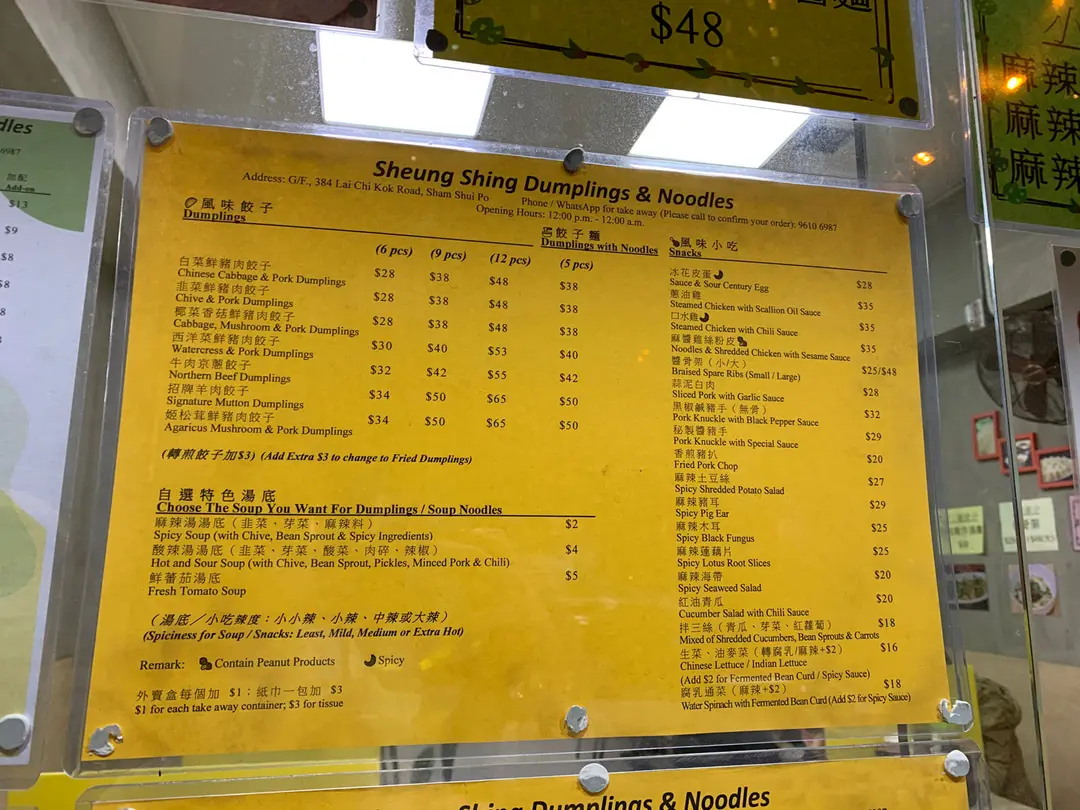 $48
小
麻辣
麻辣
麻辣
dles
6987
加配
Add-on
$13
$9
$8
$8
Sheung Shing Dumplings & Noodles
Address: G/F., 384 Lai Chi Kok Road, Sham Shui Po
Phone / WhatsApp for take away (Please call to confirm your order): 9610 6987
Opening Hours: 12:00 p.m. - 12:00 a.m.
風味餃子
Dumplings
餃子麵
Dumplings with Noodles
(6 pcs) (9 pcs) (12 pcs) (5 pcs)
白菜鮮豬肉餃子
Chinese Cabbage & Pork Dumplings $28 $38 $48 $38
韭菜鮮豬肉餃子
Chive & Pork Dumplings $28 $38 $48 $38
椰菜香菇鮮豬肉餃子
Cabbage, Mushroom & Pork Dumplings $28 $38 $48 $38
西洋菜鮮豬肉餃子
Watercress & Pork Dumplings $30 $40 $53 $40
牛肉京蔥餃子
Northern Beef Dumplings $32 $42 $55 $42
招牌羊肉餃子
Signature Mutton Dumplings $34 $50 $65 $50
姬松茸鮮豬肉餃子
Agaricus Mushroom & Pork Dumplings $34 $50 $65 $50
(轉煎餃子加$3) (Add Extra $3 to change to Fried Dumplings)
自選特色湯底
Choose The Soup You Want For Dumplings / Soup Noodles
麻辣湯湯底（韭菜、芽菜、麻辣料） $2
Spicy Soup (with Chive, Bean Sprout & Spicy Ingredients)
酸辣湯湯底（韭菜、芽菜、酸菜、肉碎、辣椒） $4
Hot and Sour Soup (with Chive, Bean Sprout, Pickles, Minced Pork & Chili)
鮮蕃茄湯底 $5
Fresh Tomato Soup
（湯底／小吃辣度：小小辣、小辣、中辣或大辣）
(Spiciness for Soup / Snacks: Least, Mild, Medium or Extra Hot)
Remark: Contain Peanut Products Spicy
外賣盒每個加 $1；紙巾一包加 $3
$1 for each take away container; $3 for tissue
風味小吃
Snacks
冰花皮蛋
Sauce & Sour Century Egg $28
蔥油雞
Steamed Chicken with Scallion Oil Sauce $35
口水雞
Steamed Chicken with Chili Sauce $35
麻醬雞絲粉皮
Noodles & Shredded Chicken with Sesame Sauce $35
醬骨架（小/大）
Braised Spare Ribs (Small / Large) $25/$48
蒜泥白肉
Sliced Pork with Garlic Sauce $28
黑椒鹹豬手（無骨）
Pork Knuckle with Black Pepper Sauce $32
秘製醬豬手
Pork Knuckle with Special Sauce $29
香煎豬扒
Fried Pork Chop $20
麻辣土豆絲
Spicy Shredded Potato Salad $27
麻辣豬耳
Spicy Pig Ear $29
麻辣木耳
Spicy Black Fungus $25
麻辣蓮藕片
Spicy Lotus Root Slices $25
麻辣海帶
Spicy Seaweed Salad $20
紅油青瓜
Cucumber Salad with Chili Sauce $20
拌三絲（青瓜、芽菜、紅蘿蔔） $18
Mixed of Shredded Cucumbers, Bean Sprouts & Carrots
生菜、油麥菜（轉腐乳/麻辣+$2） $16
Chinese Lettuce / Indian Lettuce
(Add $2 for Fermented Bean Curd / Spicy Sauce)
腐乳通菜（麻辣+$2） $18
Water Spinach with Fermented Bean Curd (Add $2 for Spicy Sauce)
Shing Dumplings & Noodles